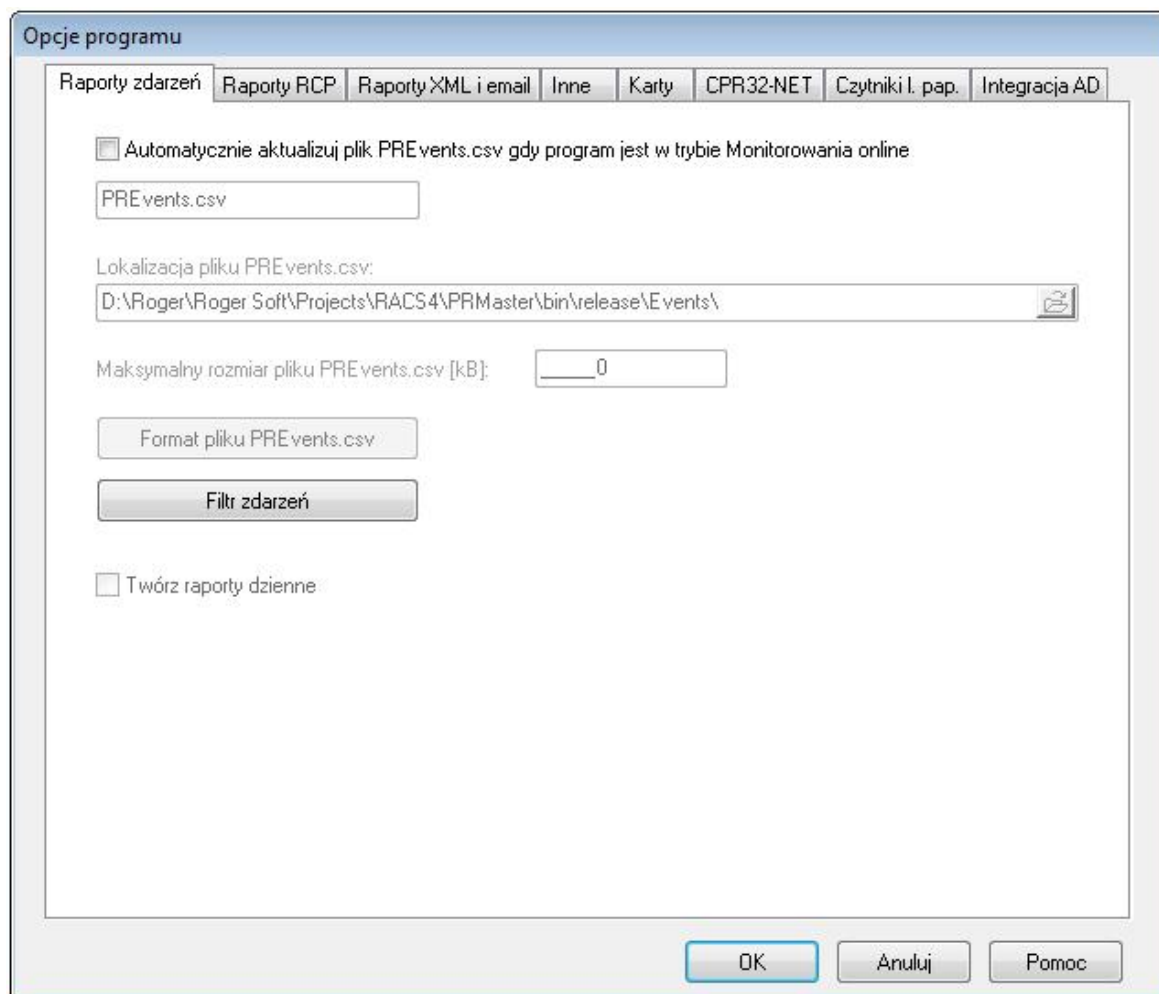 Opcje programu
Raporty zdarzeń Raporty RCP Raporty XML i email Inne Karty CPR32-NET Czytniki l. pap. Integracja AD
Automatycznie aktualizuj plik PREvents.csv gdy program jest w trybie Monitorowania online
PREvents.csv
Lokalizacja pliku PREvents.csv:
D:\Roger\Roger Soft\Projects\RACS4\PRMaster\bin\release\Events\
Maksymalny rozmiar pliku PREvents.csv [kB]: _____0
Format pliku PREvents.csv
Filtr zdarzeń
Twórz raporty dzienne
OK Anuluj Pomoc